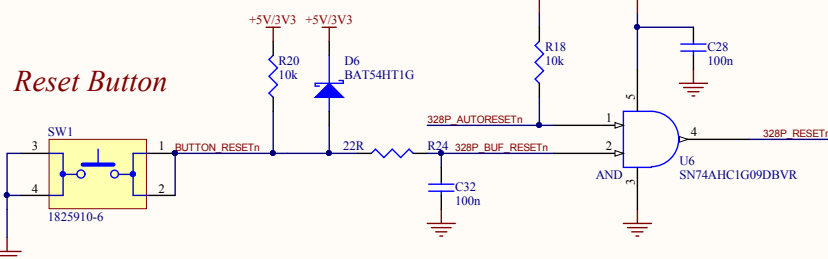 +5V/3V3
+5V/3V3
R20
10k
D6
BAT54HT1G
R18
10k
C28
100n
Reset Button
5
328P_AUTORESETn
1
SW1
4
328P_RESETn
3
1
BUTTON_RESETn
22R
R24
328P_BUF_RESETn
2
U6
AND
SN74AHC1G09DBVR
3
4
2
C32
100n
1825910-6